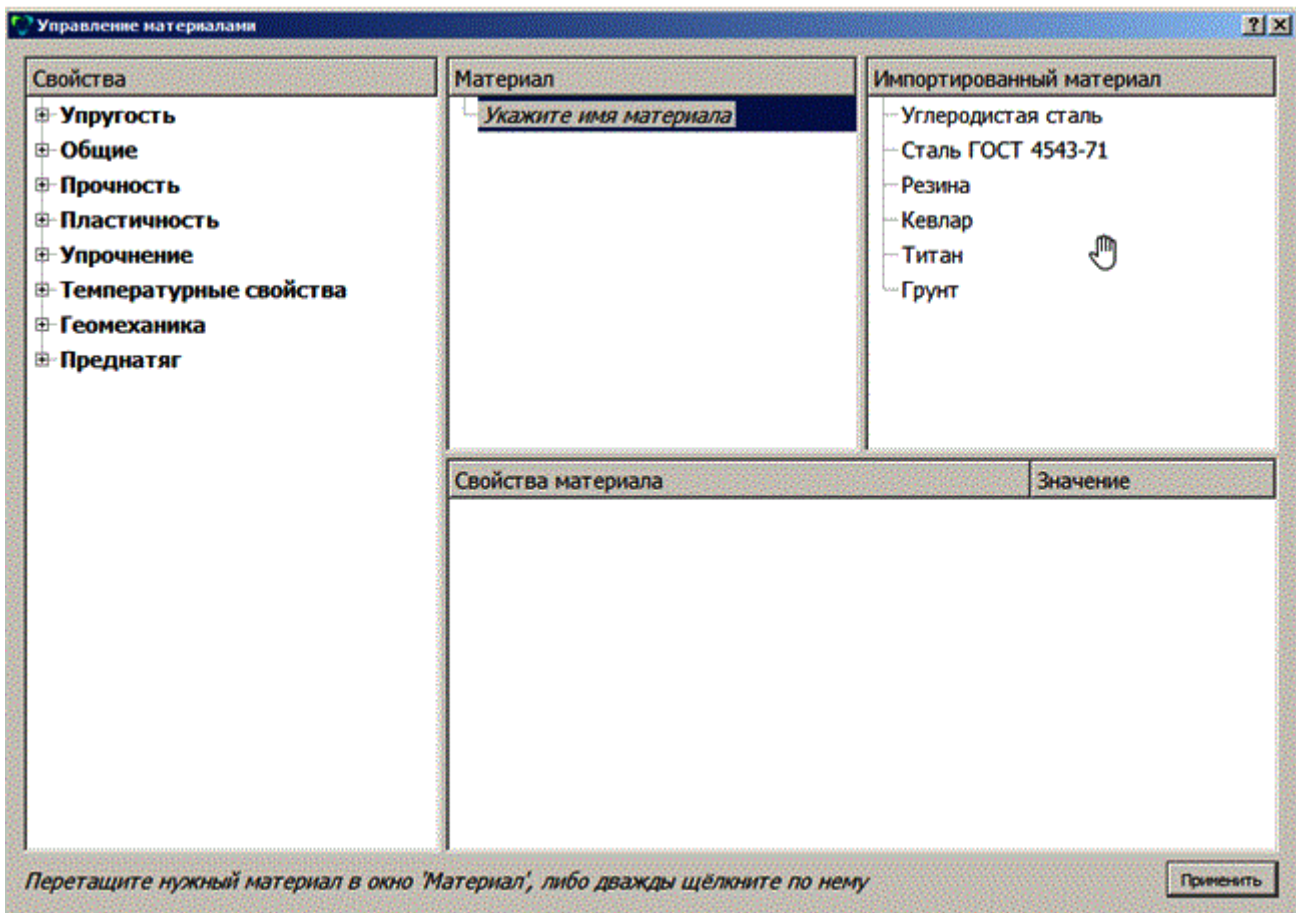 Управление материалами
Свойства
Упругость
Общие
Прочность
Пластичность
Упрочнение
Температурные свойства
Геомеханика
Преднатяг
Материал
Укажите имя материала
Импортированный материал
Углеродистая сталь
Сталь ГОСТ 4543-71
Резина
Кевлар
Титан
Грунт
Свойства материала
Значение
Перетащите нужный материал в окно 'Материал', либо дважды щёлкните по нему
Применить